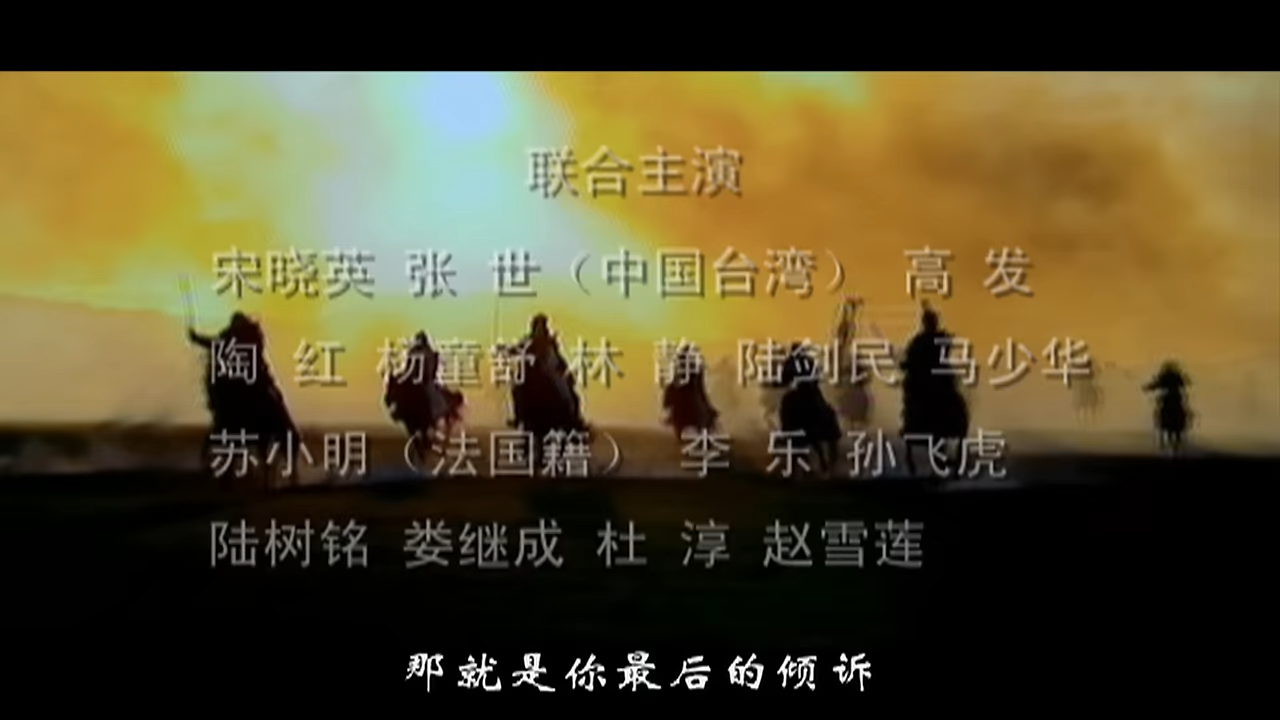 联合主演
宋晓英 张 世（中国台湾） 高 发
陶 红 杨童舒 林 静 陆剑民 马少华
苏小明（法国籍） 李 乐 孙飞虎
陆树铭 娄继成 杜 淳 赵雪莲
那就是你最后的倾诉